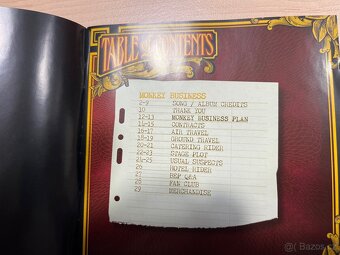 TABLE OF CONTENTS
MONKEY BUSINESS
2-9 SONG / ALBUM CREDITS
10 THANK YOU
12-13 MONKEY BUSINESS PLAN
14-15 CONTRACTS
16-17 AIR TRAVEL
18-19 GROUND TRAVEL
20-21 CATERING RIDER
22-23 STAGE PLOT
24-25 USUAL SUSPECTS
26 HOTEL RIDER
27 BEP Q&A
28 FAN CLUB
29 MERCHANDISE